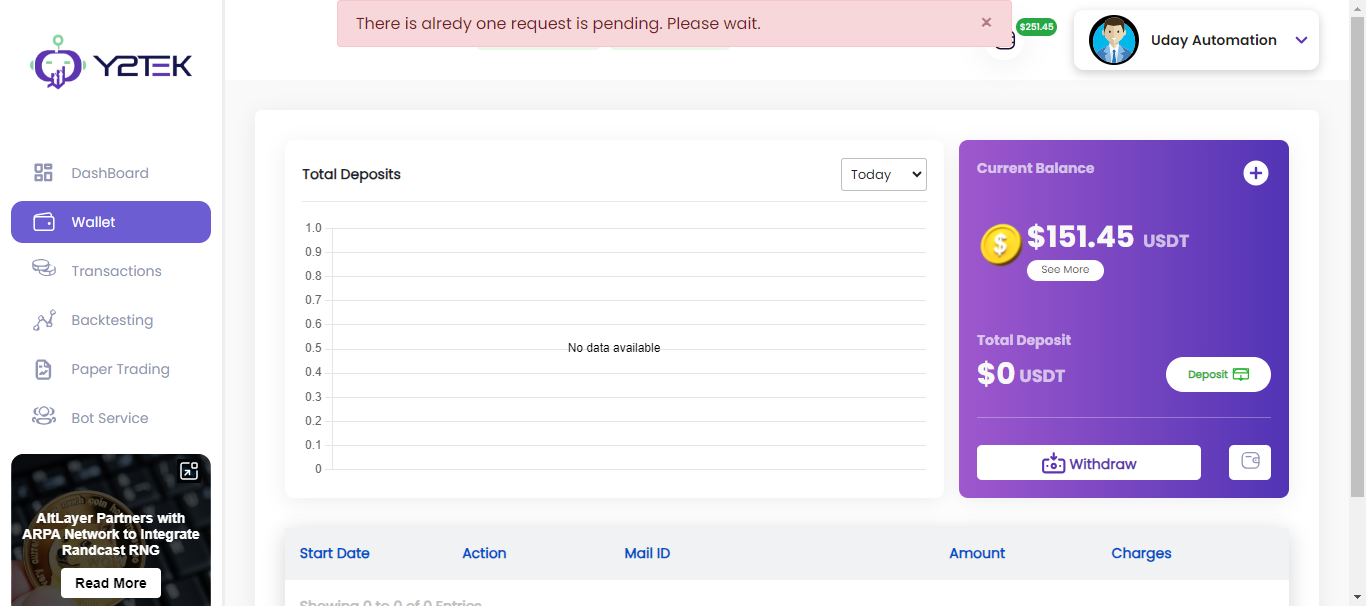 There is alredy one request is pending. Please wait.
×
$251.45
Uday Automation
Y2TEK
DashBoard
Wallet
Transactions
Backtesting
Paper Trading
Bot Service
AltLayer Partners with
ARPA Network to Integrate
Randcast RNG
Read More
Total Deposits
Today
1.0
0.9
0.8
0.7
0.6
0.5
0.4
0.3
0.2
0.1
0
No data available
Current Balance
$151.45 USDT
See More
Total Deposit
$0 USDT
Deposit
Withdraw
Start Date Action Mail ID Amount Charges
Showing 0 to 0 of 0 Entries